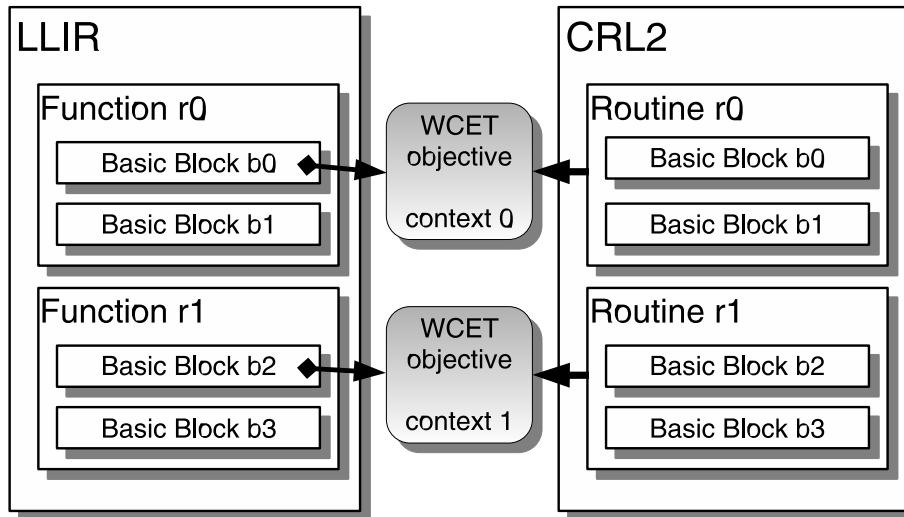 LLIR
Function r0
Basic Block b0
Basic Block b1
Function r1
Basic Block b2
Basic Block b3
WCET
objective
context 0
WCET
objective
context 1
CRL2
Routine r0
Basic Block b0
Basic Block b1
Routine r1
Basic Block b2
Basic Block b3